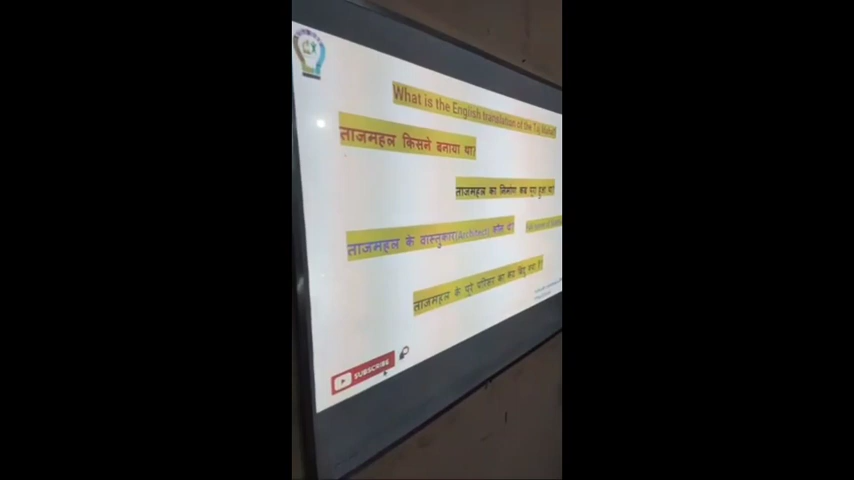 What is the English translation of the Taj Mahal?
ताजमहल किसने बनाया था?
ताजमहल का निर्माण कब पूरा हुआ था?
ताजमहल के वास्तुकार(Architect) कौन थे?
ताजमहल के पूरे परिसर का मध्य बिंदु क्या है?
SUBSCRIBE